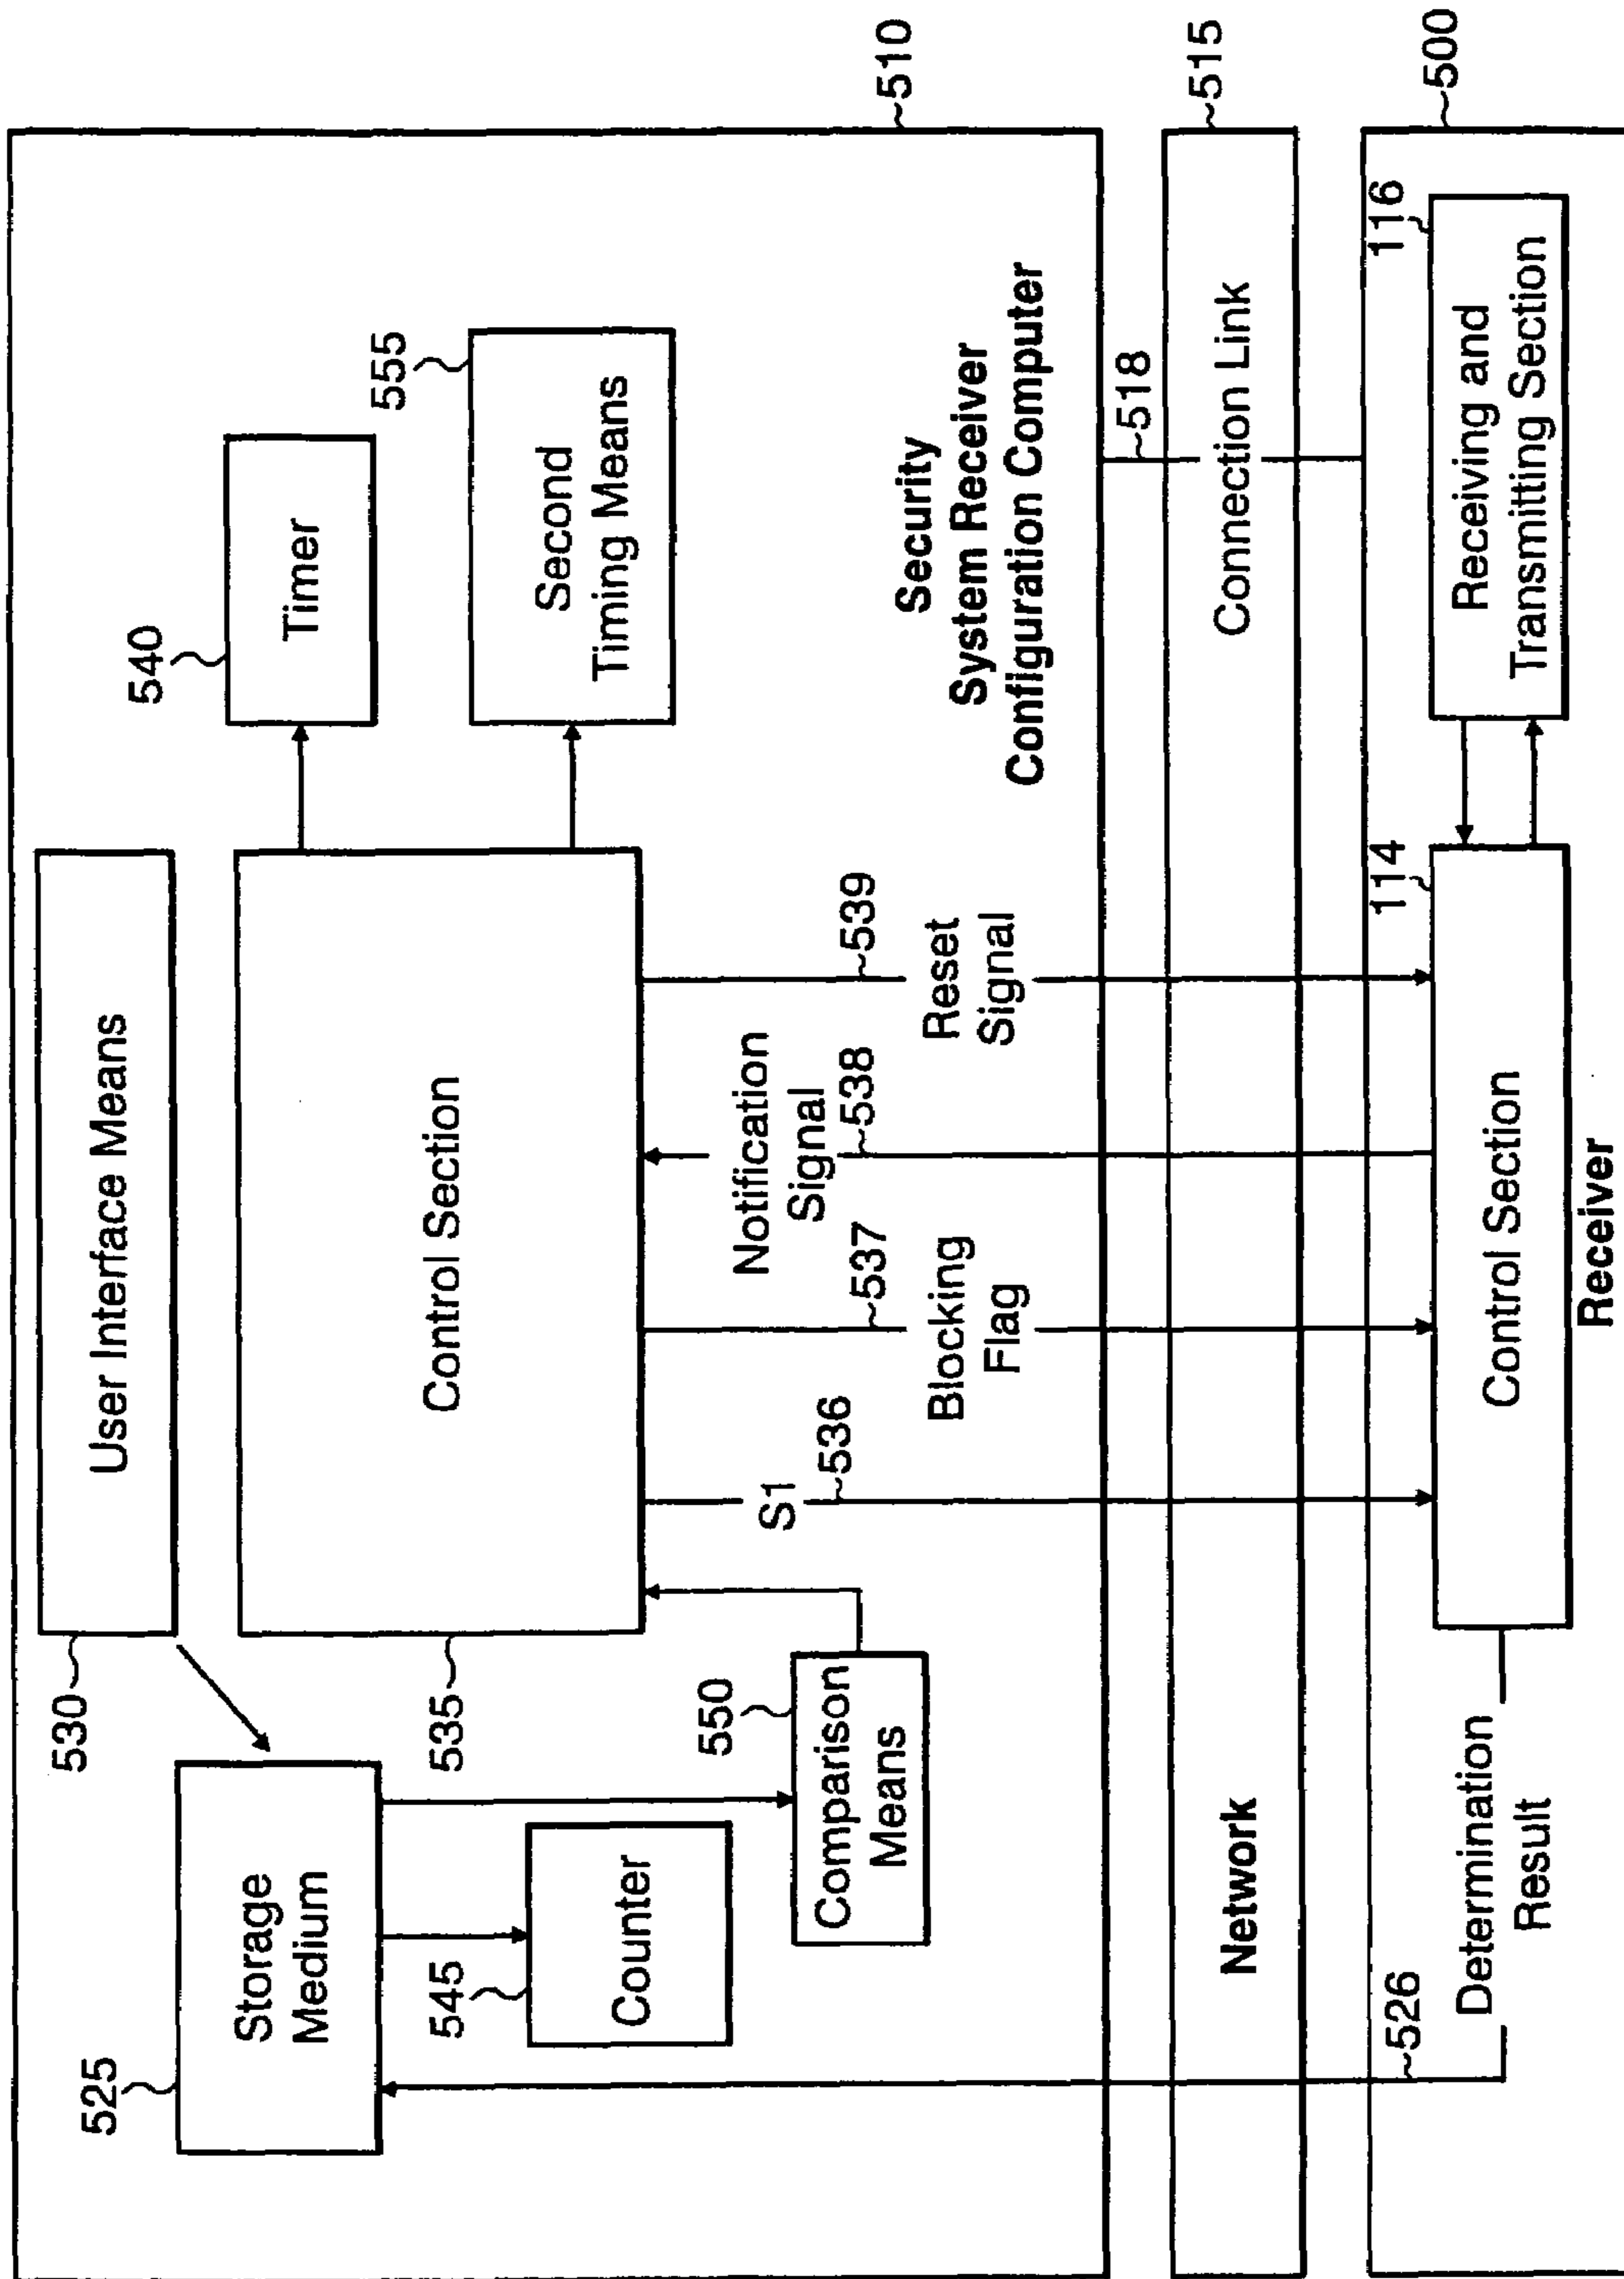 530
User Interface Means
525
Storage
Medium
535
Control Section
540
Timer
545
Counter
550
Comparison
Means
555
Second
Timing Means
S1
536
Blocking
Flag
537
Notification
Signal
538
Reset
Signal
539
Security
System Receiver
Configuration Computer
510
518
Network
Connection Link
515
526
Determination
Result
114
Control Section
116
Receiving and
Transmitting Section
Receiver
500